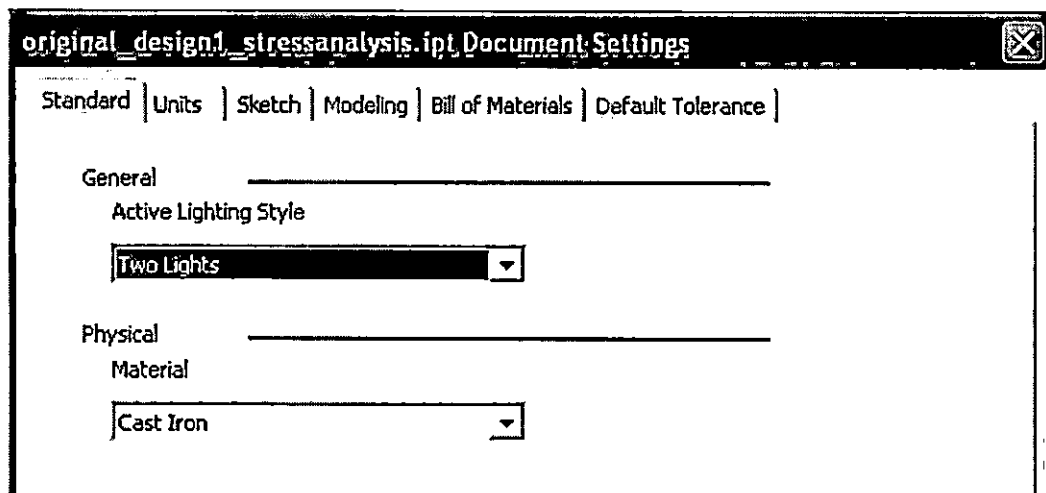 original_design1_stressanalysis.ipt Document Settings
Standard Units Sketch Modeling Bill of Materials Default Tolerance
General
Active Lighting Style
Two Lights
Physical
Material
Cast Iron